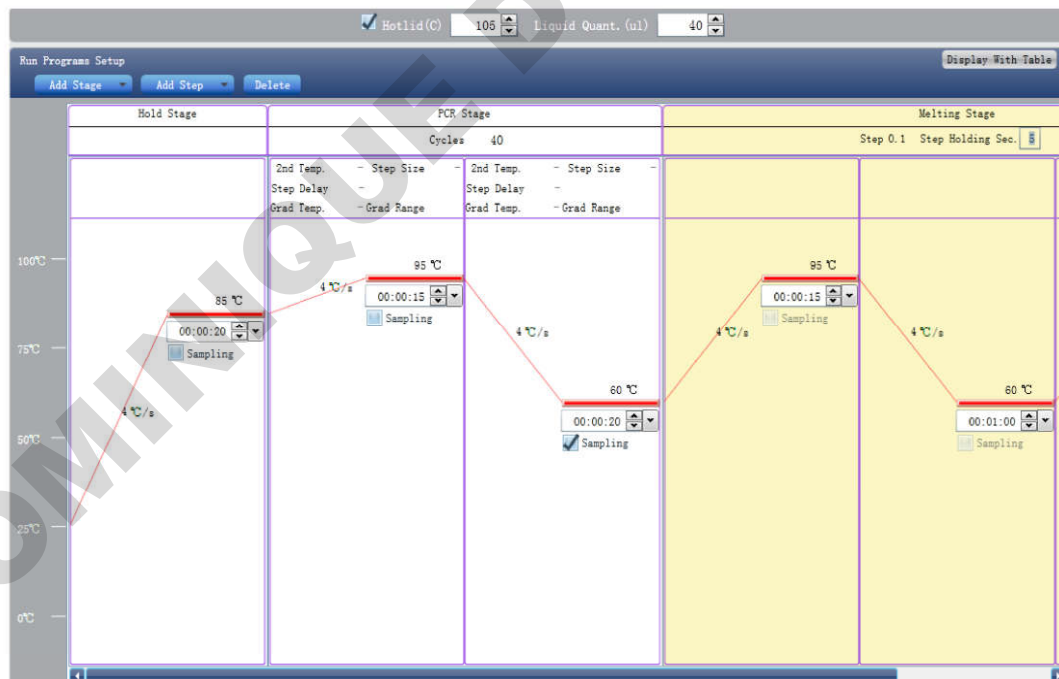 Hotlid(C) 105 Liquid Quant.(ul) 40
Run Programs Setup
Display With Table
Add Stage Add Step Delete
Hold Stage PCR Stage Melting Stage
Cycles 40 Step 0.1 Step Holding Sec. 5
2nd Temp. - Step Size - 2nd Temp. - Step Size -
Step Delay - Step Delay -
Grad Temp. - Grad Range Grad Temp. - Grad Range
100℃
95 ℃ 95 ℃
4 ℃/s
00:00:15 00:00:15
85 ℃
Sampling Sampling
00:00:20
4 ℃/s 4 ℃/s 4 ℃/s
75℃
Sampling
60 ℃ 60 ℃
4 ℃/s
00:00:20 00:01:00
50℃
Sampling Sampling
25℃
0℃
OMINIQUE D